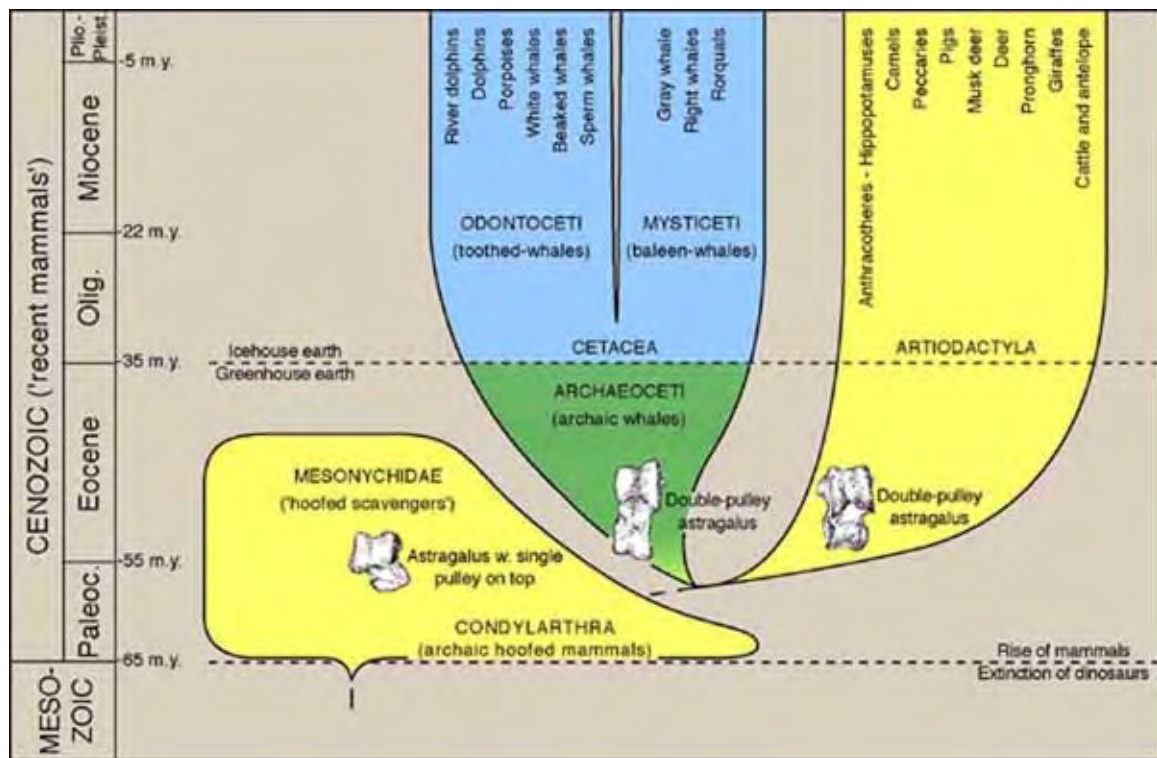 CENOZOIC ('recent mammals')
MESO-
ZOIC
Plio.-
Pleist.
Miocene
Olig.
Eocene
Paleoc.
-5 m.y.
22 m.y.
-35 m.y.
-55 m.y.
-65 m.y.
River dolphins
Dolphins
Porpoises
White whales
Beaked whales
Sperm whales
Gray whale
Right whales
Rorquals
Anthracotheres - Hippopotamuses
Camels
Peccaries
Pigs
Musk deer
Deer
Pronghorn
Giraffes
Cattle and antelope
ODONTOCETI
(toothed-whales)
MYSTICETI
(baleen-whales)
CETACEA
ARTIODACTYLA
Icehouse earth
Greenhouse earth
ARCHAEOCETI
(archaic whales)
MESONYCHIDAE
('hoofed scavengers')
Double-pulley
astragalus
Double-pulley
astragalus
Astragalus w. single
pulley on top
CONDYLARTHRA
(archaic hoofed mammals)
Rise of mammals
Extinction of dinosaurs